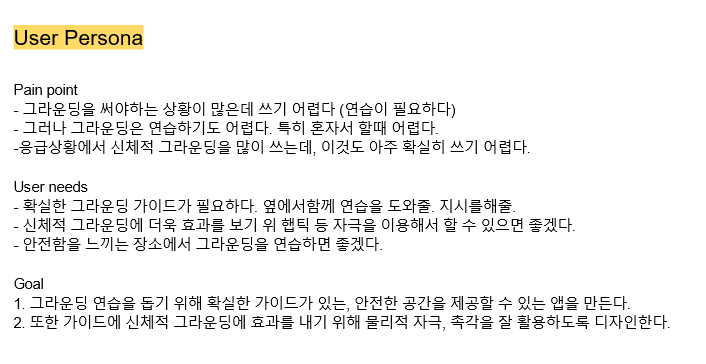 User Persona
Pain point
- 그라운딩을 써야하는 상황이 많은데 쓰기 어렵다 (연습이 필요하다)
- 그러나 그라운딩은 연습하기도 어렵다. 특히 혼자서 할때 어렵다.
-응급상황에서 신체적 그라운딩을 많이 쓰는데, 이것도 아주 확실히 쓰기 어렵다.
User needs
- 확실한 그라운딩 가이드가 필요하다. 옆에서함께 연습을 도와줄. 지시를해줄.
- 신체적 그라운딩에 더욱 효과를 보기 위 햅틱 등 자극을 이용해서 할 수 있으면 좋겠다.
- 안전함을 느끼는 장소에서 그라운딩을 연습하면 좋겠다.
Goal
1. 그라운딩 연습을 돕기 위해 확실한 가이드가 있는, 안전한 공간을 제공할 수 있는 앱을 만든다.
2. 또한 가이드에 신체적 그라운딩에 효과를 내기 위해 물리적 자극, 촉각을 잘 활용하도록 디자인한다.